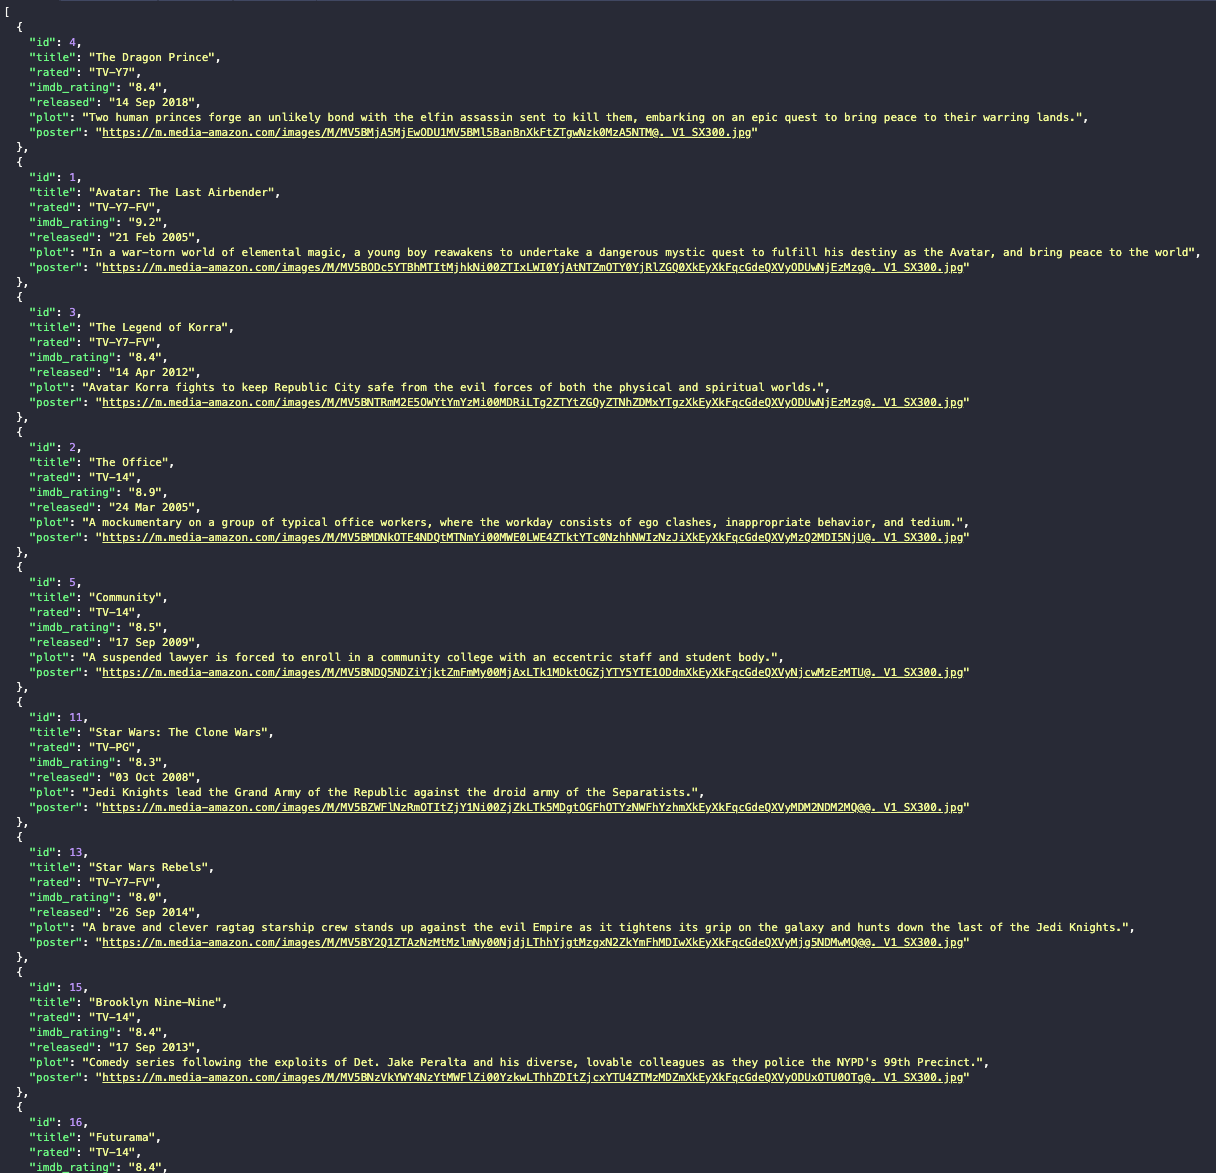 [
  {
    "id": 4,
    "title": "The Dragon Prince",
    "rated": "TV-Y7",
    "imdb_rating": "8.4",
    "released": "14 Sep 2018",
    "plot": "Two human princes forge an unlikely bond with the elfin assassin sent to kill them, embarking on an epic quest to bring peace to their warring lands.",
    "poster": "https://m.media-amazon.com/images/M/MV5BMjA5MjEwODU1MV5BMl5BanBnXkFtZTgwNzk0MzA5NTM@._V1_SX300.jpg"
  },
  {
    "id": 1,
    "title": "Avatar: The Last Airbender",
    "rated": "TV-Y7-FV",
    "imdb_rating": "9.2",
    "released": "21 Feb 2005",
    "plot": "In a war-torn world of elemental magic, a young boy reawakens to undertake a dangerous mystic quest to fulfill his destiny as the Avatar, and bring peace to the world",
    "poster": "https://m.media-amazon.com/images/M/MV5BODc5YTBhMTItMjhkNi00ZTIxLWI0YjAtNTZmOTY0YjRlZGQ0XkEyXkFqcGdeQXVyODUwNjEzMzg@._V1_SX300.jpg"
  },
  {
    "id": 3,
    "title": "The Legend of Korra",
    "rated": "TV-Y7-FV",
    "imdb_rating": "8.4",
    "released": "14 Apr 2012",
    "plot": "Avatar Korra fights to keep Republic City safe from the evil forces of both the physical and spiritual worlds.",
    "poster": "https://m.media-amazon.com/images/M/MV5BNTRmM2E5OWYtYmYzMi00MDRiLTg2ZTYtZGQyZTNhZDMxYTgzXkEyXkFqcGdeQXVyODUwNjEzMzg@._V1_SX300.jpg"
  },
  {
    "id": 2,
    "title": "The Office",
    "rated": "TV-14",
    "imdb_rating": "8.9",
    "released": "24 Mar 2005",
    "plot": "A mockumentary on a group of typical office workers, where the workday consists of ego clashes, inappropriate behavior, and tedium.",
    "poster": "https://m.media-amazon.com/images/M/MV5BMDNkOTE4NDQtMTNmYi00MWE0LWE4ZTktYTc0NzhhNWIzNzJiXkEyXkFqcGdeQXVyMzQ2MDI5NjU@._V1_SX300.jpg"
  },
  {
    "id": 5,
    "title": "Community",
    "rated": "TV-14",
    "imdb_rating": "8.5",
    "released": "17 Sep 2009",
    "plot": "A suspended lawyer is forced to enroll in a community college with an eccentric staff and student body.",
    "poster": "https://m.media-amazon.com/images/M/MV5BNDQ5NDZiYjktZmFmMy00MjAxLTk1MDktOGZjYTY5YTE1ODdmXkEyXkFqcGdeQXVyNjcwMzEzMTU@._V1_SX300.jpg"
  },
  {
    "id": 11,
    "title": "Star Wars: The Clone Wars",
    "rated": "TV-PG",
    "imdb_rating": "8.3",
    "released": "03 Oct 2008",
    "plot": "Jedi Knights lead the Grand Army of the Republic against the droid army of the Separatists.",
    "poster": "https://m.media-amazon.com/images/M/MV5BZWFlNzRmOTItZjY1Ni00ZjZkLTk5MDgtOGFhOTYzNWFhYzhmXkEyXkFqcGdeQXVyMDM2NDM2MQ@@._V1_SX300.jpg"
  },
  {
    "id": 13,
    "title": "Star Wars Rebels",
    "rated": "TV-Y7-FV",
    "imdb_rating": "8.0",
    "released": "26 Sep 2014",
    "plot": "A brave and clever ragtag starship crew stands up against the evil Empire as it tightens its grip on the galaxy and hunts down the last of the Jedi Knights.",
    "poster": "https://m.media-amazon.com/images/M/MV5BY2Q1ZTAzNzMtMzlmNy00NjdjLThhYjgtMzgxN2ZkYmFhMDIwXkEyXkFqcGdeQXVyMjg5NDMwMQ@@._V1_SX300.jpg"
  },
  {
    "id": 15,
    "title": "Brooklyn Nine-Nine",
    "rated": "TV-14",
    "imdb_rating": "8.4",
    "released": "17 Sep 2013",
    "plot": "Comedy series following the exploits of Det. Jake Peralta and his diverse, lovable colleagues as they police the NYPD's 99th Precinct.",
    "poster": "https://m.media-amazon.com/images/M/MV5BNzVkYWY4NzYtMWFlZi00YzkwLThhZDItZjcxYTU4ZTMzMDZmXkEyXkFqcGdeQXVyODUxOTU0OTg@._V1_SX300.jpg"
  },
  {
    "id": 16,
    "title": "Futurama",
    "rated": "TV-14",
    "imdb_rating": "8.4",